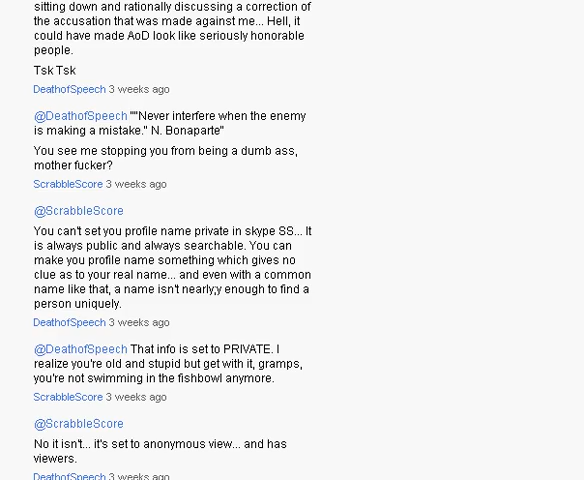 sitting down and rationally discussing a correction of
the accusation that was made against me... Hell, it
could have made AoD look like seriously honorable
people.
Tsk Tsk
DeathofSpeech 3 weeks ago
@DeathofSpeech ""Never interfere when the enemy
is making a mistake." N. Bonaparte"
You see me stopping you from being a dumb ass,
mother fucker?
ScrabbleScore 3 weeks ago
@ScrabbleScore
You can't set you profile name private in skype SS... It
is always public and always searchable. You can
make you profile name something which gives no
clue as to your real name... and even with a common
name like that, a name isn't nearly;y enough to find a
person uniquely.
DeathofSpeech 3 weeks ago
@DeathofSpeech That info is set to PRIVATE. I
realize you're old and stupid but get with it, gramps,
you're not swimming in the fishbowl anymore.
ScrabbleScore 3 weeks ago
@ScrabbleScore
No it isn't... it's set to anonymous view... and has
viewers.
DeathofSpeech 3 weeks ago